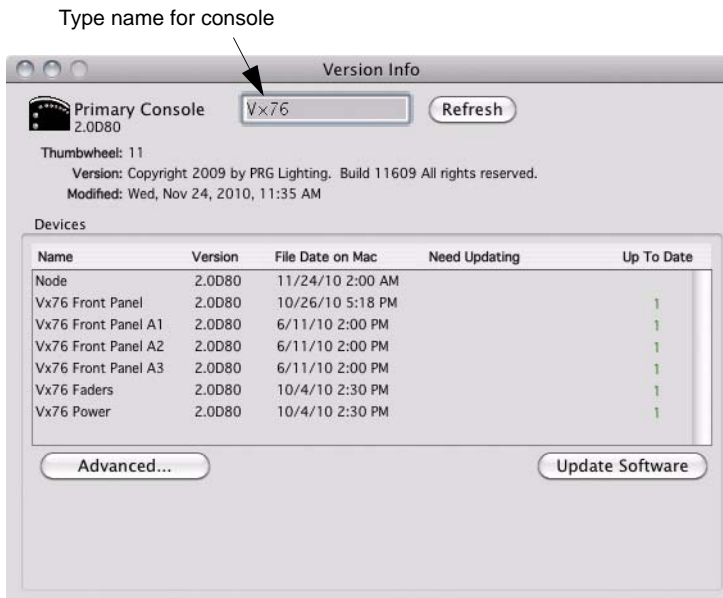 Type name for console
Version Info
Primary Console Vx76 Refresh
2.0D80
Thumbwheel: 11
Version: Copyright 2009 by PRG Lighting. Build 11609 All rights reserved.
Modified: Wed, Nov 24, 2010, 11:35 AM
Devices
Name Version File Date on Mac Need Updating Up To Date
Node 2.0D80 11/24/10 2:00 AM
Vx76 Front Panel 2.0D80 10/26/10 5:18 PM 1
Vx76 Front Panel A1 2.0D80 6/11/10 2:00 PM 1
Vx76 Front Panel A2 2.0D80 6/11/10 2:00 PM 1
Vx76 Front Panel A3 2.0D80 6/11/10 2:00 PM 1
Vx76 Faders 2.0D80 10/4/10 2:30 PM 1
Vx76 Power 2.0D80 10/4/10 2:30 PM 1
Advanced... Update Software